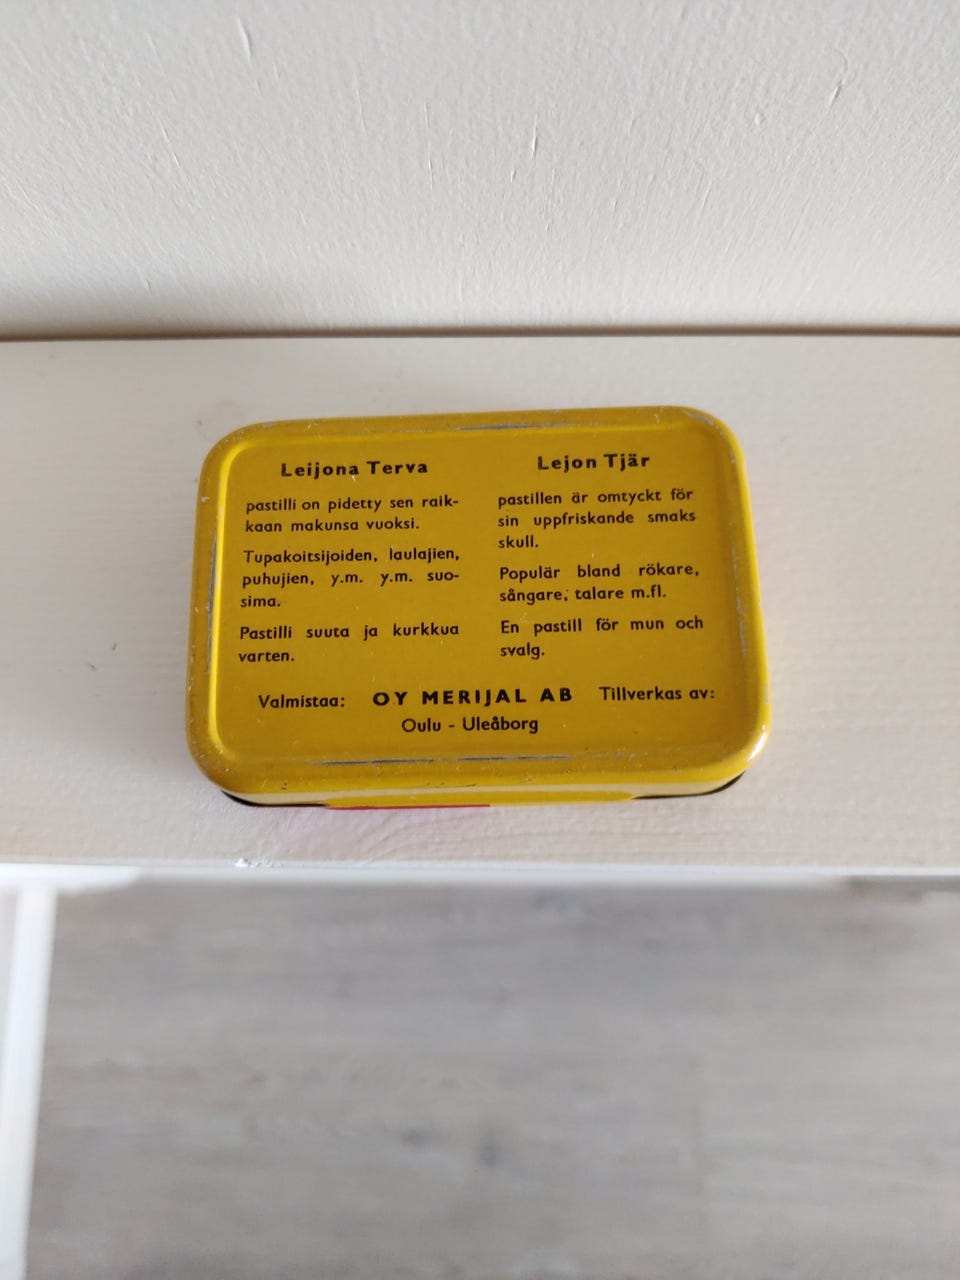 Leijona Terva
pastilli on pidetty sen raik-
kaan makunsa vuoksi.
Tupakoitsijoiden, laulajien,
puhujien, y.m. y.m. suo-
sima.
Pastilli suuta ja kurkkua
varten.
Lejon Tjär
pastillen är omtyckt för
sin uppfriskande smaks
skull.
Populär bland rökare,
sångare, talare m.fl.
En pastill för mun och
svalg.
Valmistaa: OY MERIJAL AB Tillverkas av:
Oulu - Uleåborg